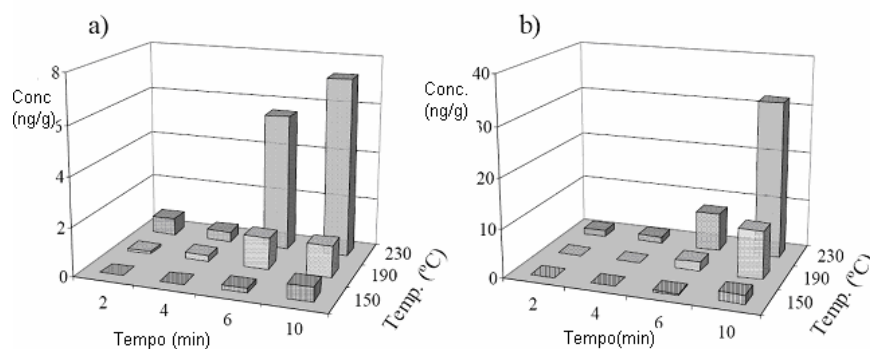 a)
Conc
(ng/g)
8
5
4
2
0
2
4
6
10
Tempo (min)
150
190
230
Temp. (ºC)
b)
Conc.
(ng/g)
40
30
20
10
0
2
4
6
10
Tempo(min)
150
190
230
Temp. (ºC)